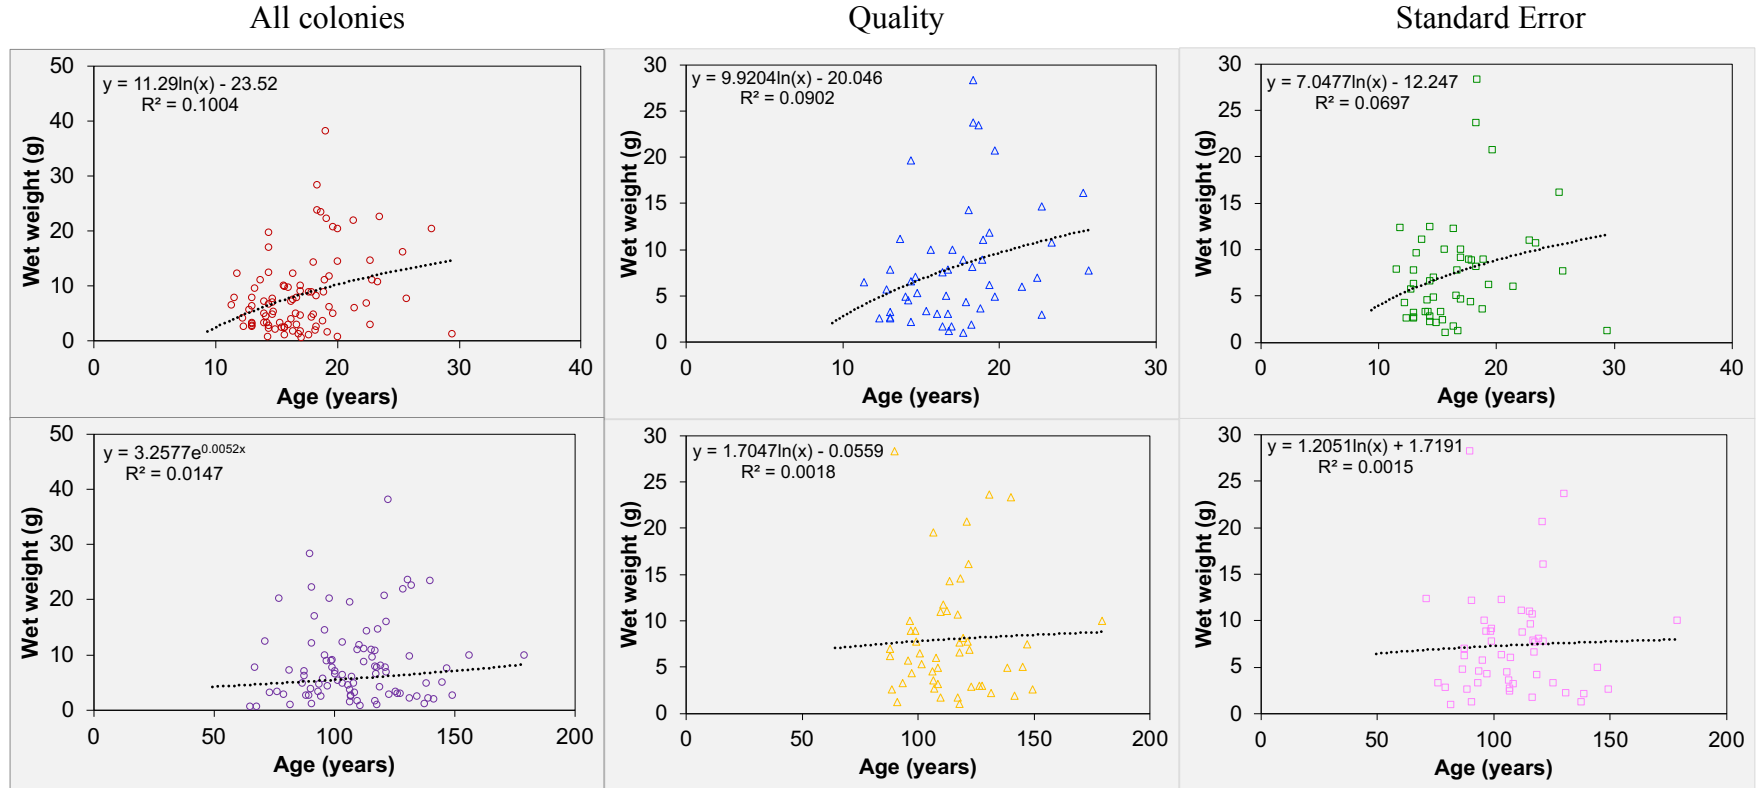 All colonies
Quality
Standard Error
y = 11.29ln(x) - 23.52
R² = 0.1004
Wet weight (g)
50
40
30
20
10
0
0 10 20 30 40
Age (years)
y = 9.9204ln(x) - 20.046
R² = 0.0902
Wet weight (g)
30
25
20
15
10
5
0
0 10 20 30
Age (years)
y = 7.0477ln(x) - 12.247
R² = 0.0697
Wet weight (g)
30
25
20
15
10
5
0
0 10 20 30 40
Age (years)
y = 3.2577e^0.0052x
R² = 0.0147
Wet weight (g)
50
40
30
20
10
0
0 50 100 150 200
Age (years)
y = 1.7047ln(x) - 0.0559
R² = 0.0018
Wet weight (g)
30
25
20
15
10
5
0
0 50 100 150 200
Age (years)
y = 1.2051ln(x) + 1.7191
R² = 0.0015
Wet weight (g)
30
25
20
15
10
5
0
0 50 100 150 200
Age (years)